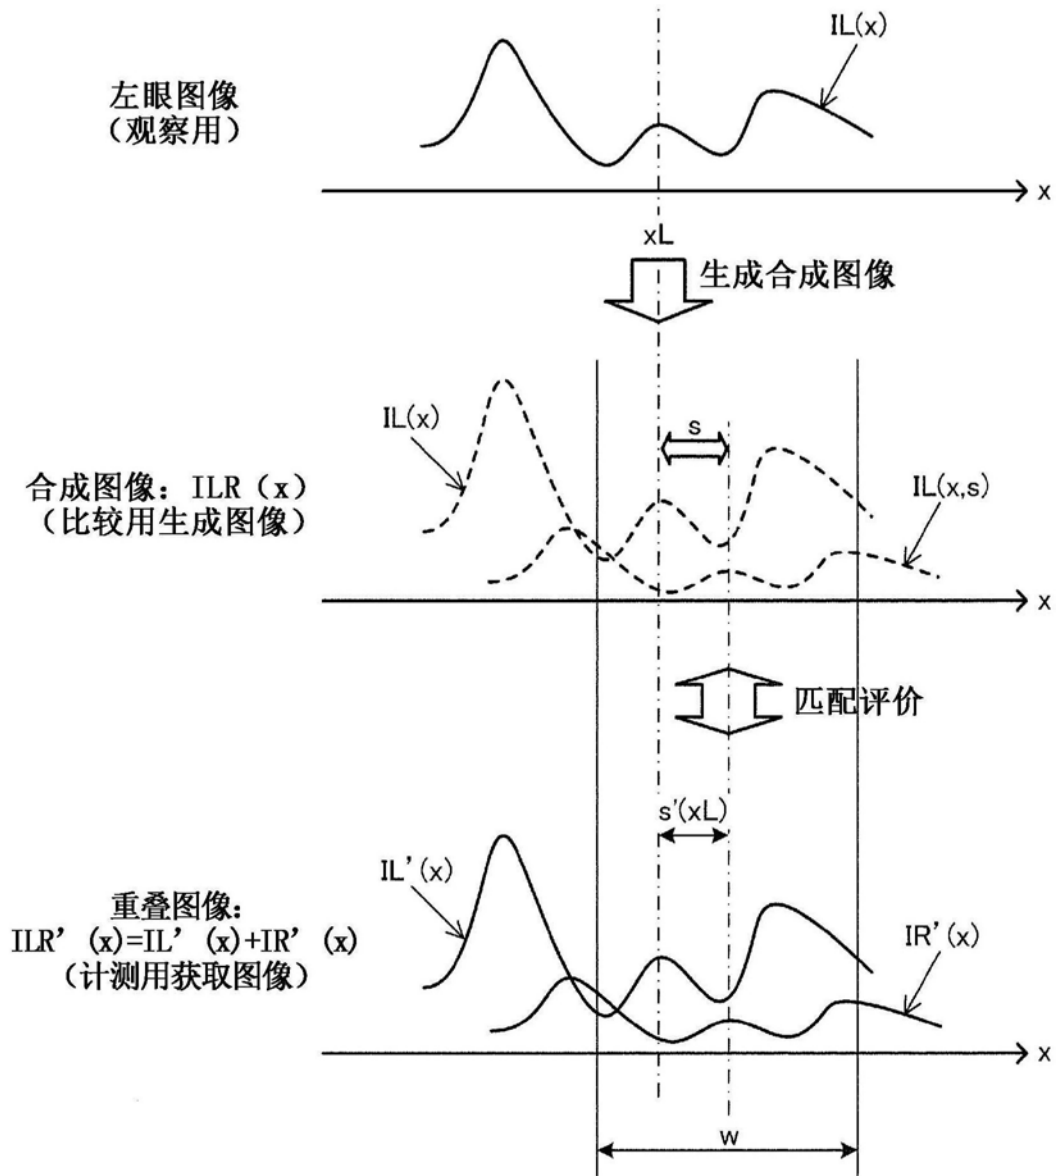 IL(x)
左眼图像
（观察用）
x
xL
生成合成图像
IL(x)
s
合成图像：ILR（x）
（比较用生成图像）
IL(x,s)
x
匹配评价
s'(xL)
IL'(x)
重叠图像：
ILR'(x)=IL'(x)+IR'(x)
（计测用获取图像）
IR'(x)
x
w